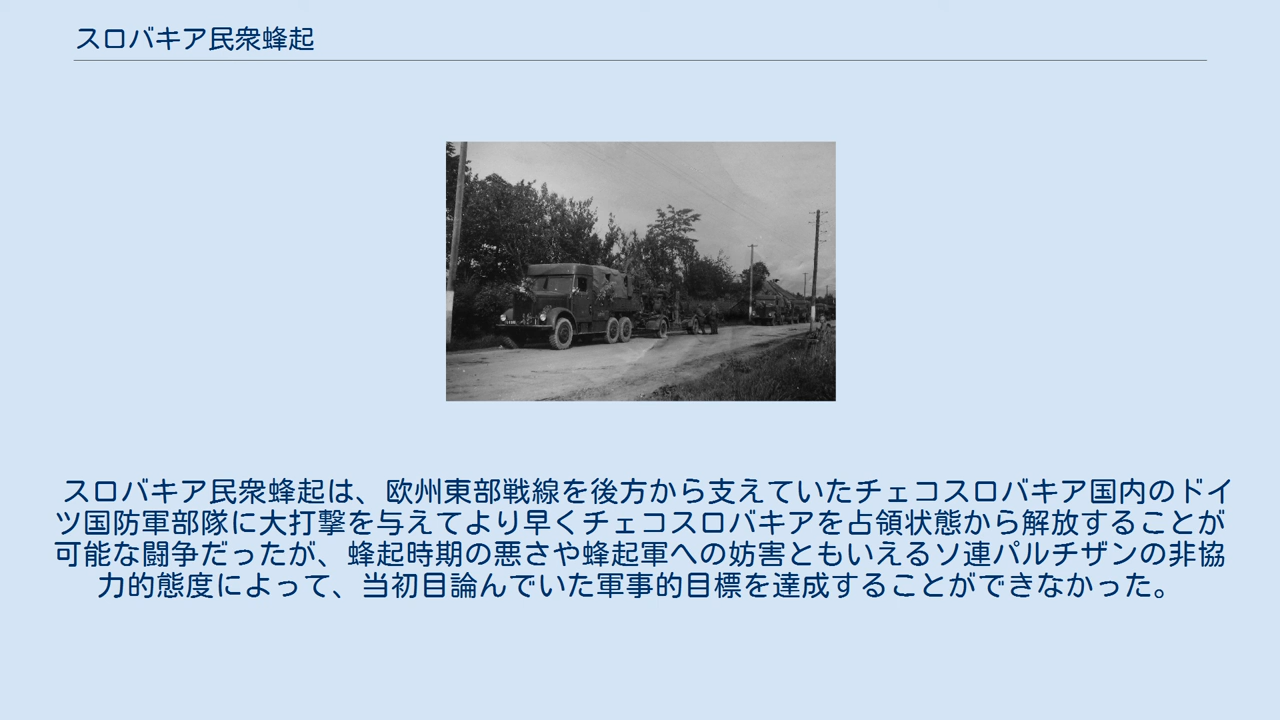 スロバキア民衆蜂起
スロバキア民衆蜂起は、欧州東部戦線を後方から支えていたチェコスロバキア国内のドイ
ツ国防軍部隊に大打撃を与えてより早くチェコスロバキアを占領状態から解放することが
可能な闘争だったが、蜂起時期の悪さや蜂起軍への妨害ともいえるソ連パルチザンの非協
力的態度によって、当初目論んでいた軍事的目標を達成することができなかった。